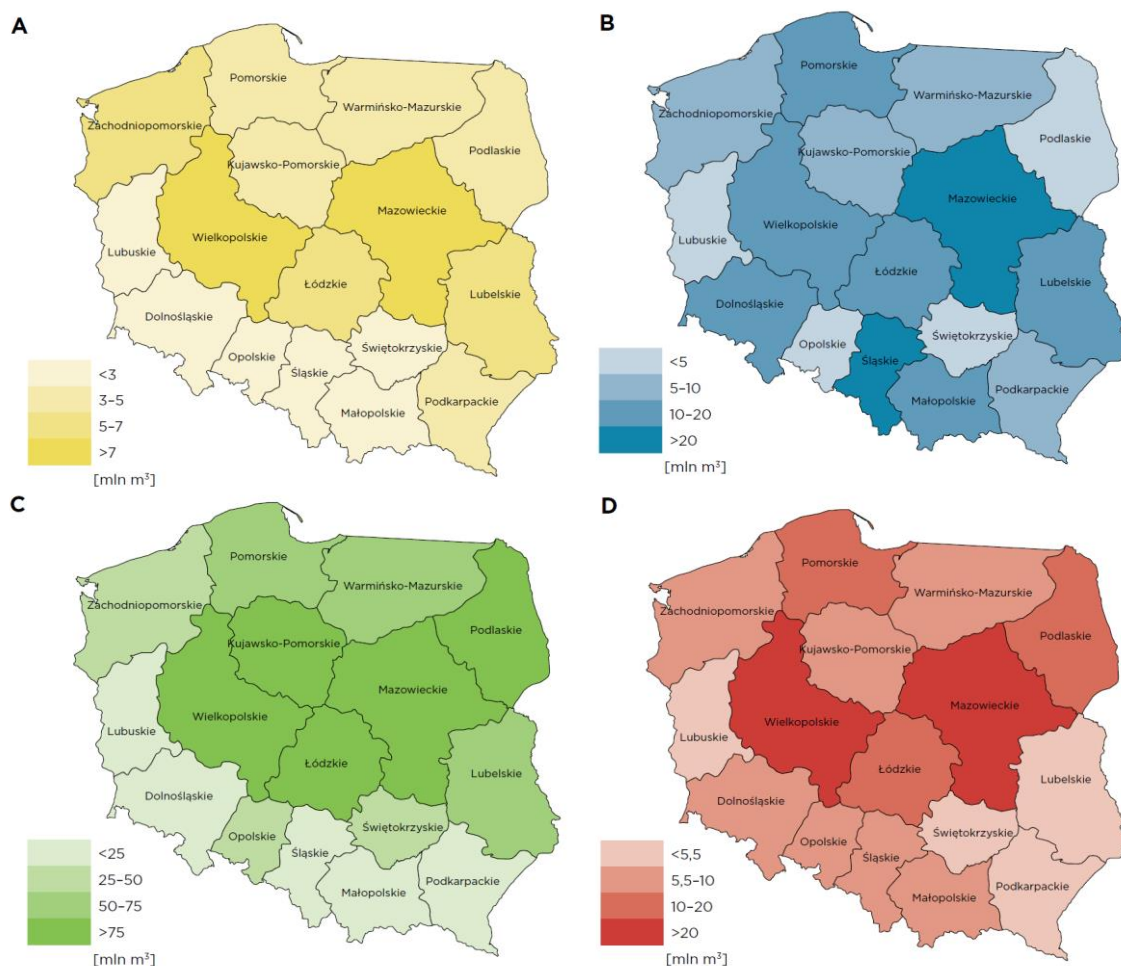 A
Pomorskie
Warmińsko-Mazurskie
Zachodniopomorskie
Podlaskie
Kujawsko-Pomorskie
Mazowieckie
Wielkopolskie
Lubuskie
Łódzkie
Lubelskie
Dolnośląskie
Świętokrzyskie
Opolskie
Śląskie
Podkarpackie
Małopolskie
<3
3–5
5–7
>7
[mln m³]
B
Pomorskie
Warmińsko-Mazurskie
Zachodniopomorskie
Podlaskie
Kujawsko-Pomorskie
Mazowieckie
Wielkopolskie
Lubuskie
Łódzkie
Lubelskie
Dolnośląskie
Świętokrzyskie
Opolskie
Śląskie
Podkarpackie
Małopolskie
<5
5–10
10–20
>20
[mln m³]
C
Pomorskie
Warmińsko-Mazurskie
Zachodniopomorskie
Podlaskie
Kujawsko-Pomorskie
Mazowieckie
Wielkopolskie
Lubuskie
Łódzkie
Lubelskie
Dolnośląskie
Świętokrzyskie
Opolskie
Śląskie
Podkarpackie
Małopolskie
<25
25–50
50–75
>75
[mln m³]
D
Pomorskie
Warmińsko-Mazurskie
Zachodniopomorskie
Podlaskie
Kujawsko-Pomorskie
Mazowieckie
Wielkopolskie
Lubuskie
Łódzkie
Lubelskie
Dolnośląskie
Świętokrzyskie
Opolskie
Śląskie
Podkarpackie
Małopolskie
<5,5
5,5–10
10–20
>20
[mln m³]